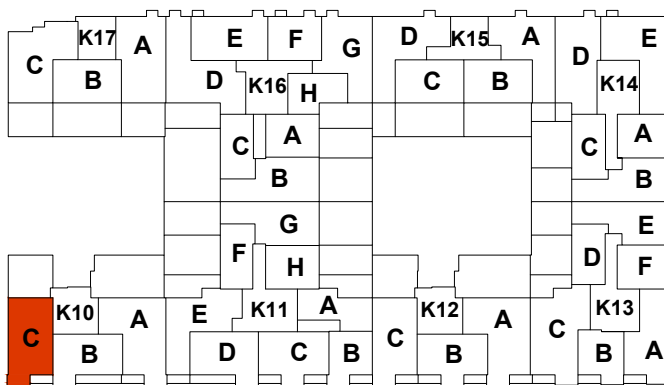 K17 A E F G D K15 A D E
C B D K16 H C B K14
C A C A
B B
G E
F H D F
K10 A E K11 A K12 A C K13
C B D C B C B B A